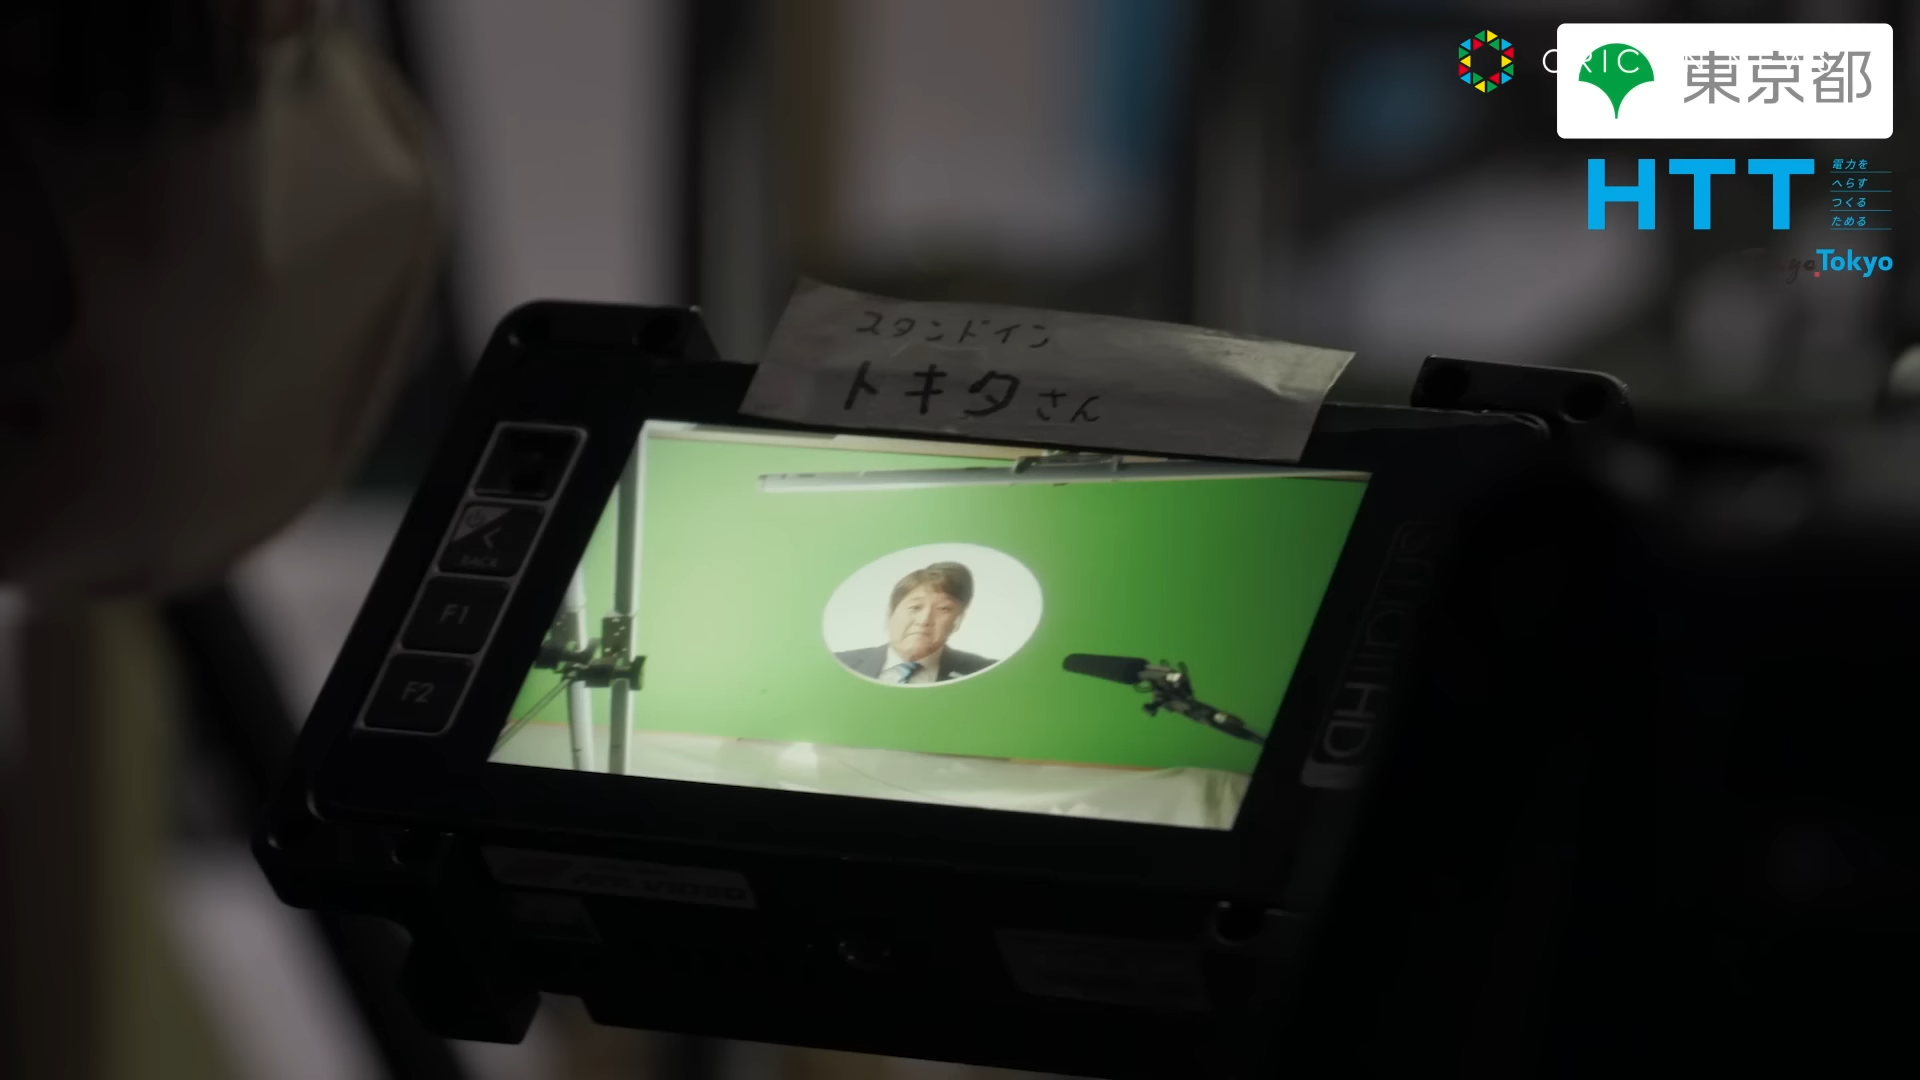 東京都
HTT
電力を
へらす
つくる
ためる
Tokyo
スタンドイン
トキタさん
BACK
F1
F2